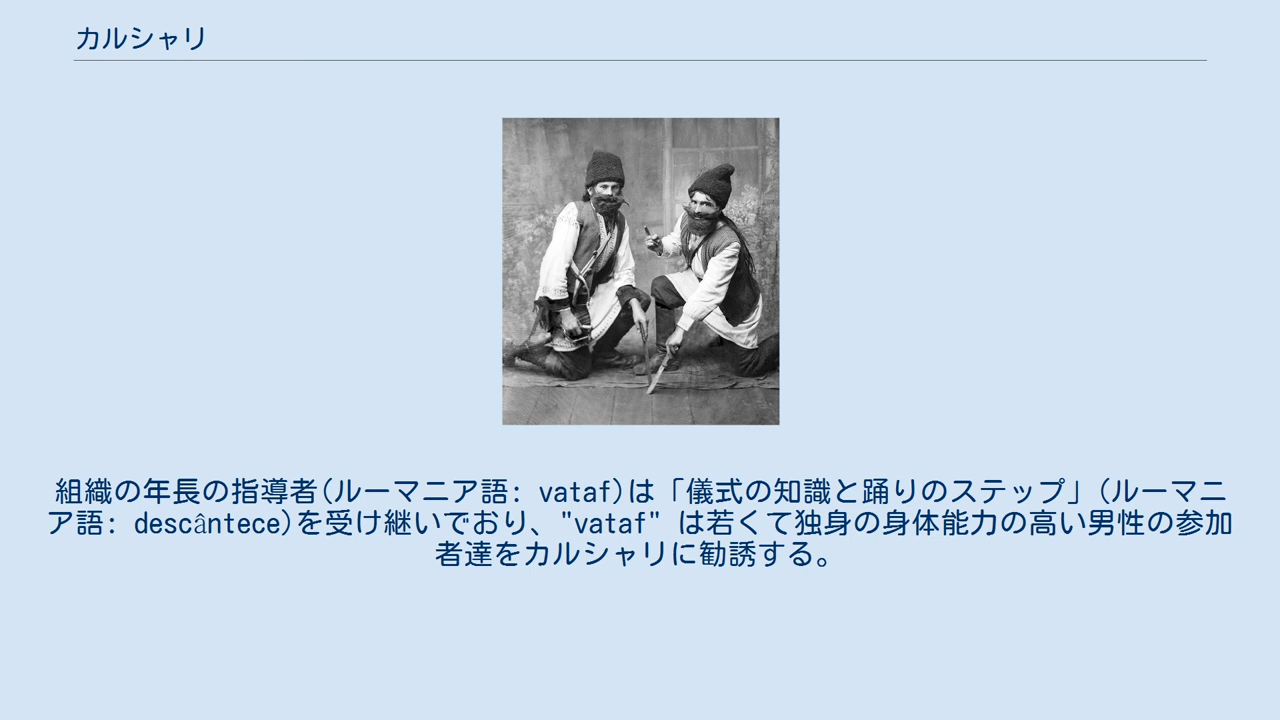 カルシャリ
組織の年長の指導者(ルーマニア語: vataf)は「儀式の知識と踊りのステップ」(ルーマニ
ア語: descântece)を受け継いでおり、"vataf" は若くて独身の身体能力の高い男性の参加
者達をカルシャリに勧誘する。